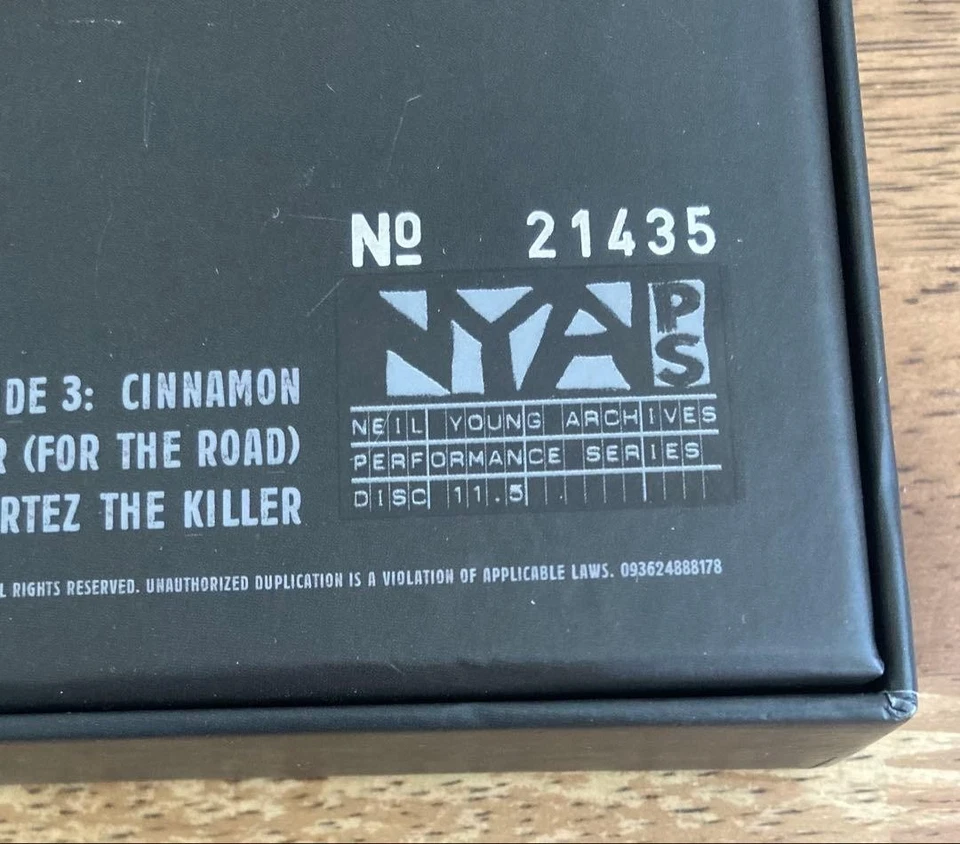 Nº 21435
NYA PS
NEIL YOUNG ARCHIVES
PERFORMANCE SERIES
DISC 11.5
DE 3: CINNAMON
R (FOR THE ROAD)
RTEZ THE KILLER
L RIGHTS RESERVED. UNAUTHORIZED DUPLICATION IS A VIOLATION OF APPLICABLE LAWS. 093624888178